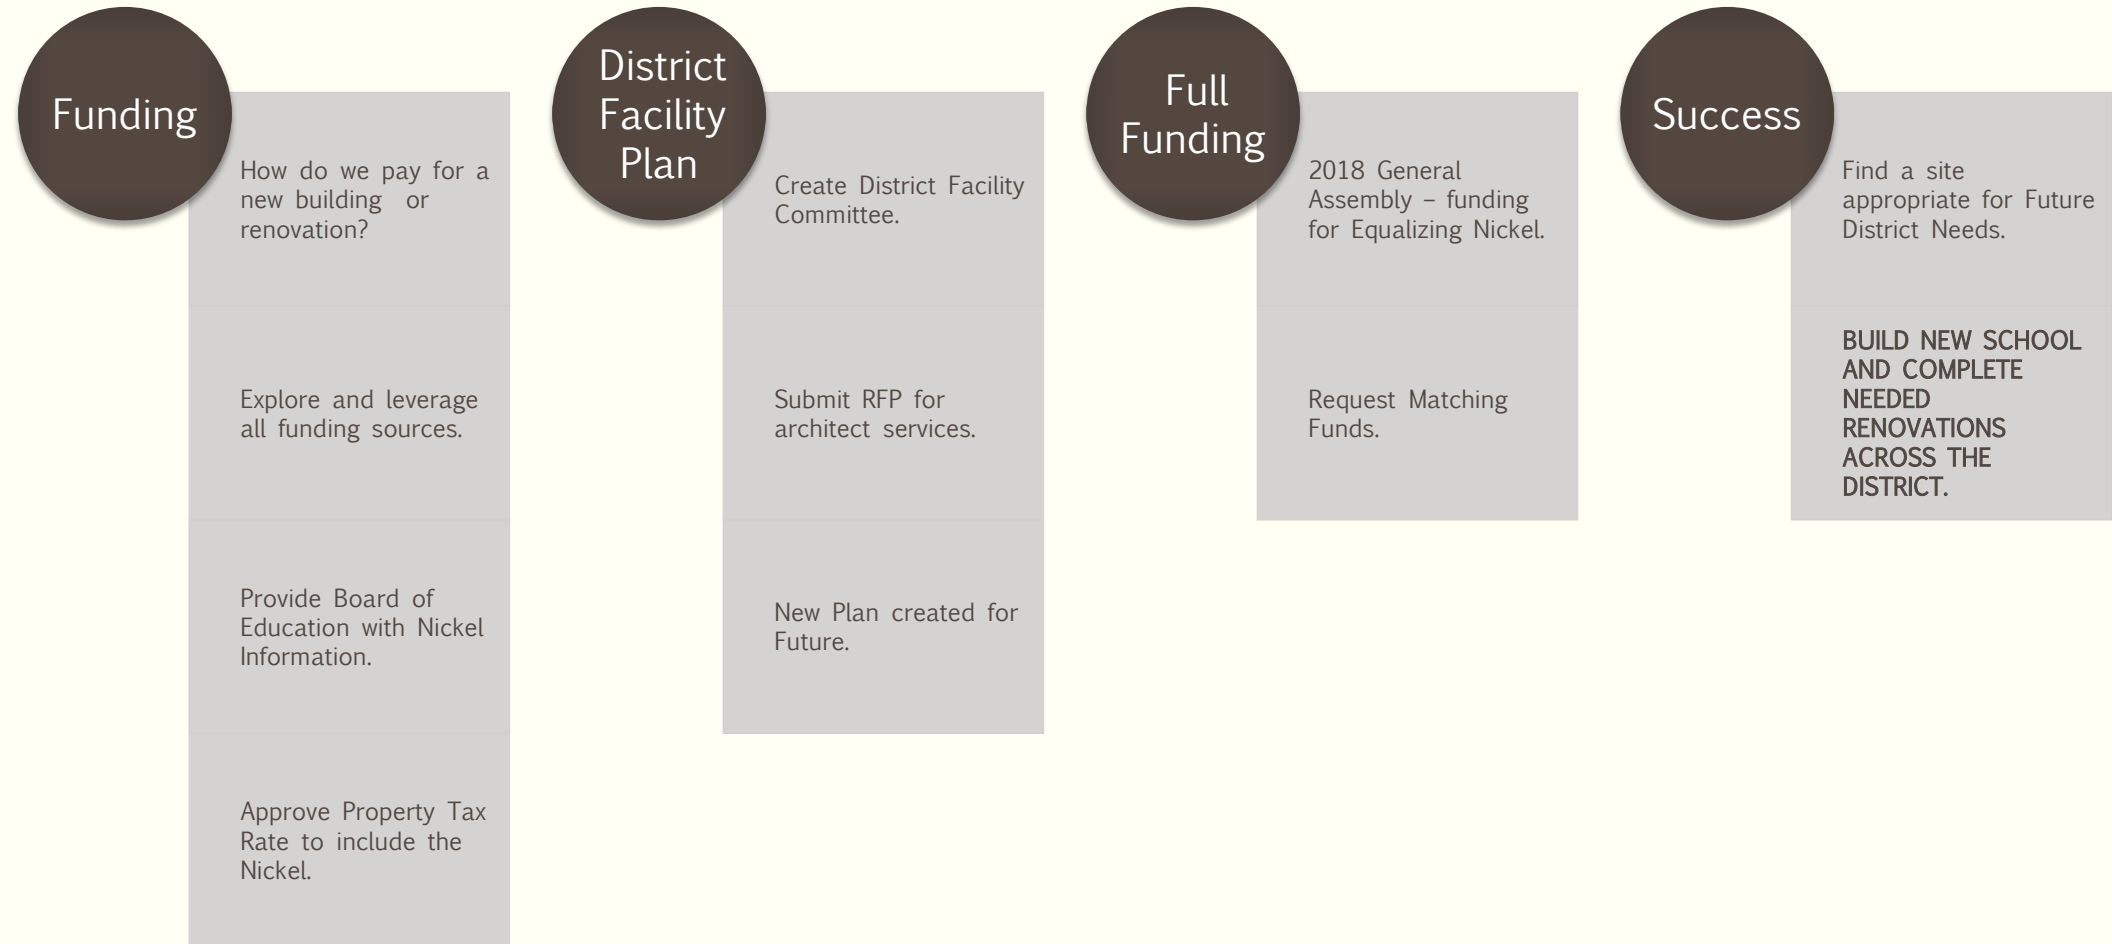 Funding
How do we pay for a
new building or
renovation?
Explore and leverage
all funding sources.
Provide Board of
Education with Nickel
Information.
Approve Property Tax
Rate to include the
Nickel.
District
Facility
Plan
Create District Facility
Committee.
Submit RFP for
architect services.
New Plan created for
Future.
Full
Funding
2018 General
Assembly – funding
for Equalizing Nickel.
Request Matching
Funds.
Success
Find a site
appropriate for Future
District Needs.
BUILD NEW SCHOOL
AND COMPLETE
NEEDED
RENOVATIONS
ACROSS THE
DISTRICT.